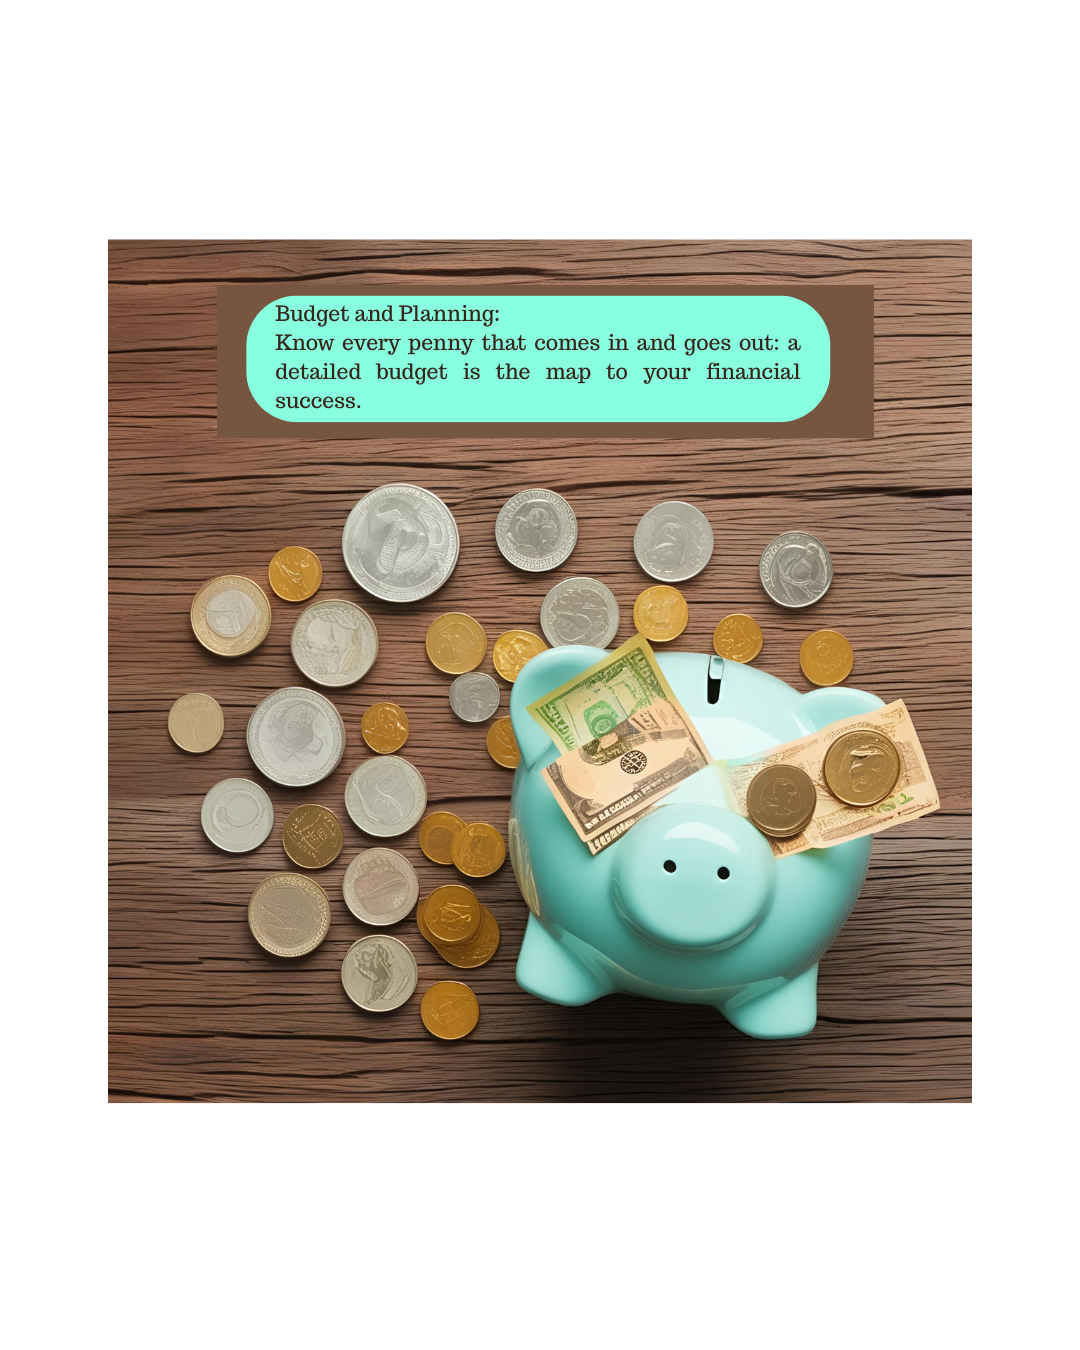 Budget and Planning:
Know every penny that comes in and goes out: a
detailed budget is the map to your financial
success.